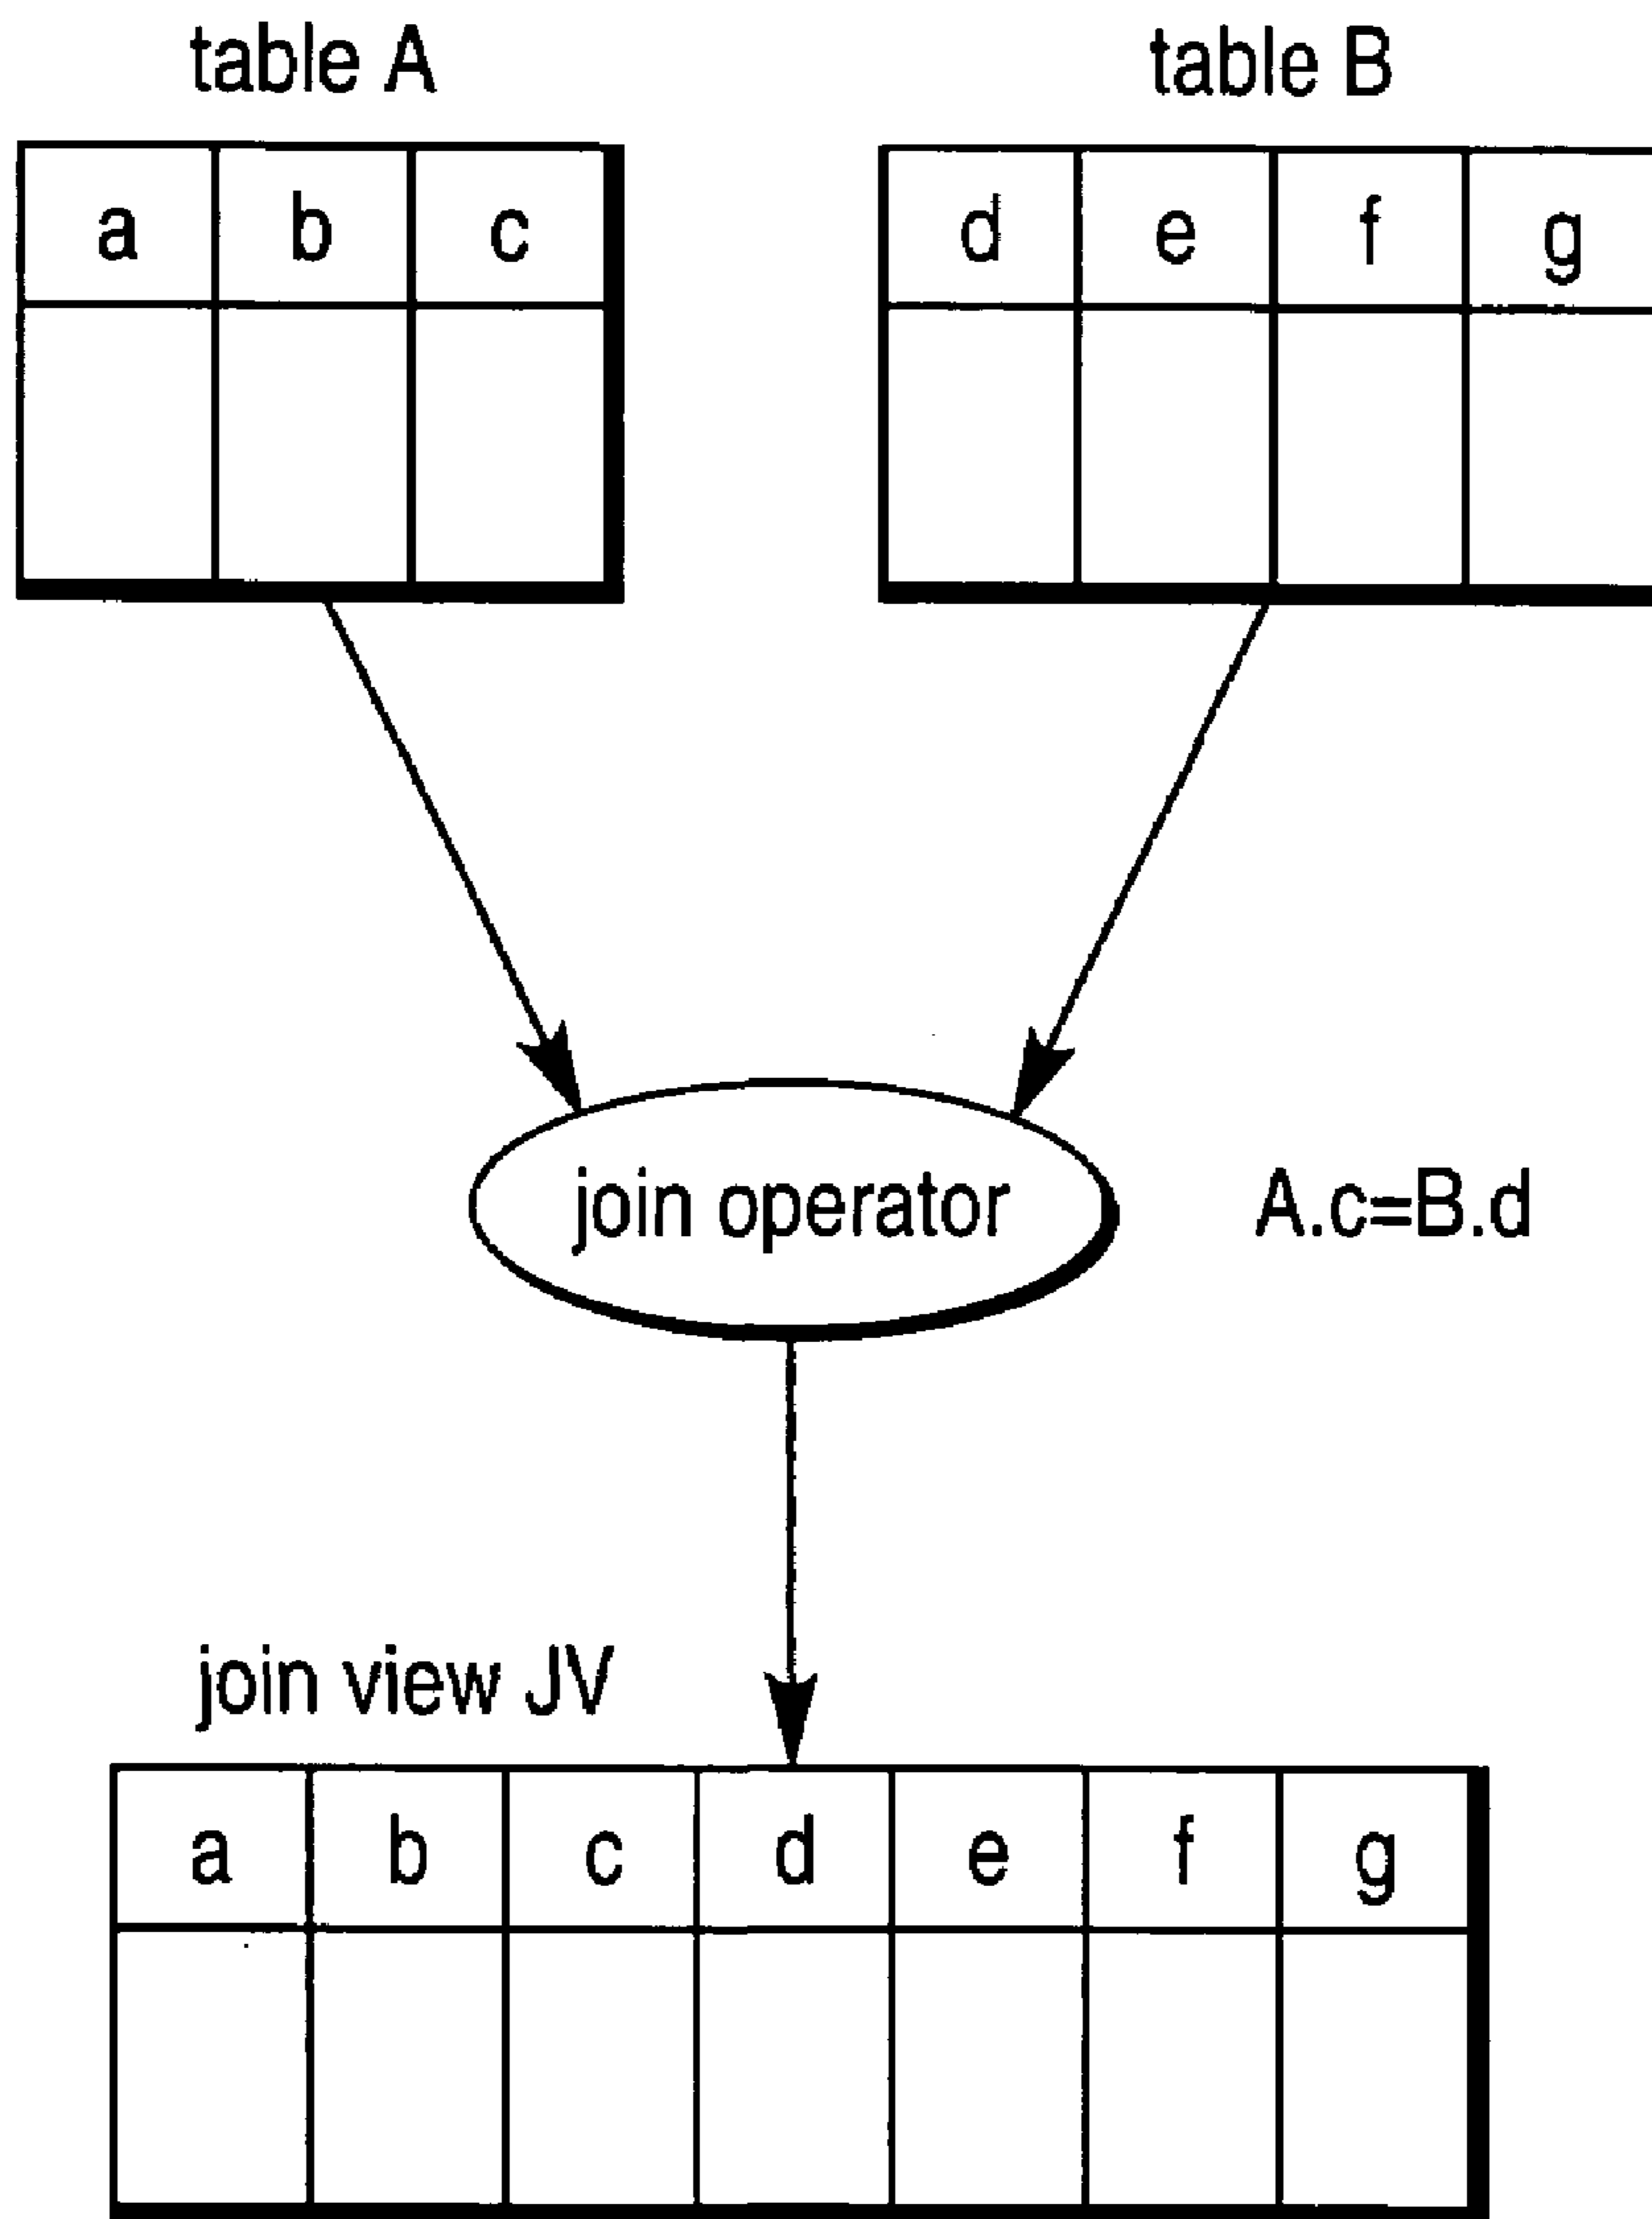 table A
table B
a b c
d e f g
join operator
A.c=B.d
join view JV
a b c d e f g